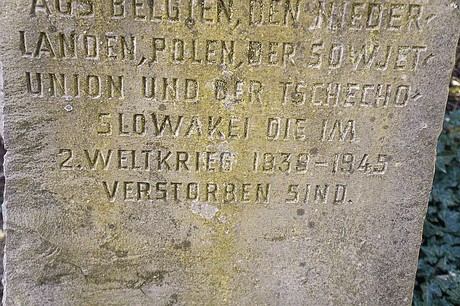 AUS BELGIEN, DEN NIEDER-
LANDEN, POLEN, DER SOWJET-
UNION UND DER TSCHECHO-
SLOWAKEI DIE IM
2. WELTKRIEG 1939-1945
VERSTORBEN SIND.